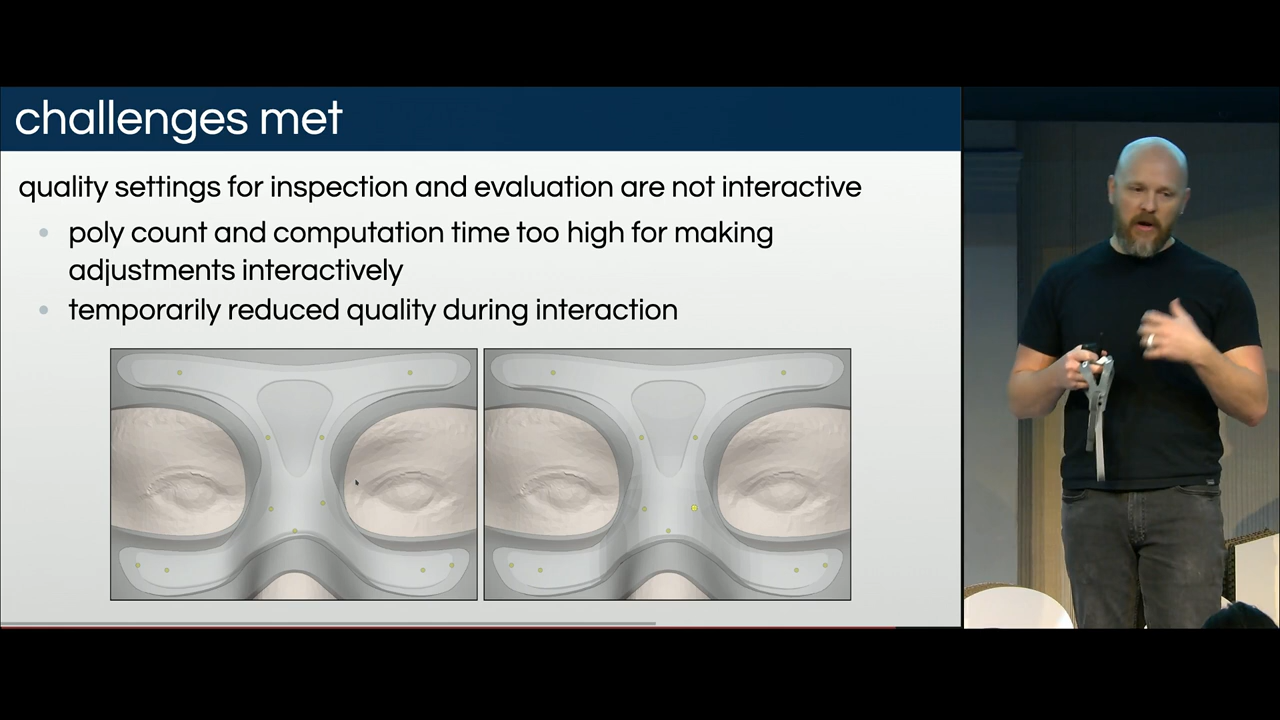 challenges met
quality settings for inspection and evaluation are not interactive
poly count and computation time too high for making
adjustments interactively
temporarily reduced quality during interaction